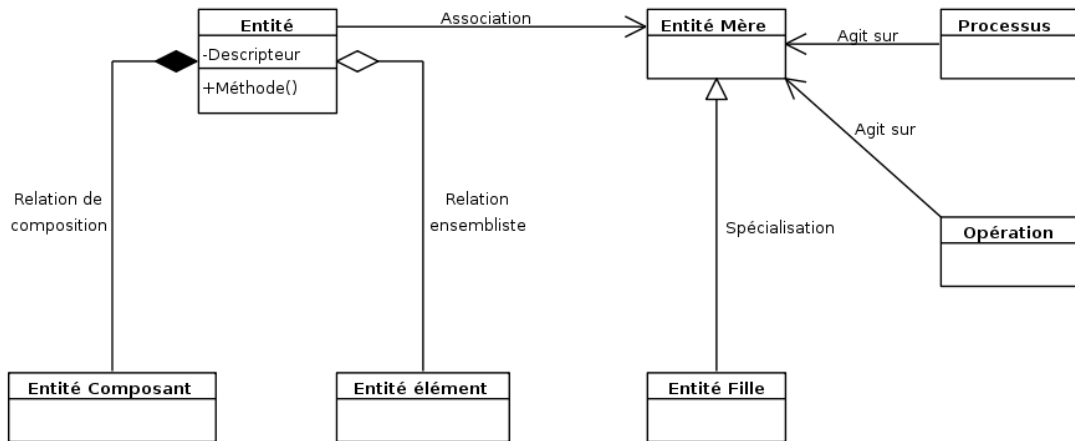 Entité
-Descripteur
+Méthode()
Association
Entité Mère
Agit sur
Processus
Agit sur
Relation de
composition
Relation
ensembliste
Spécialisation
Opération
Entité Composant
Entité élément
Entité Fille